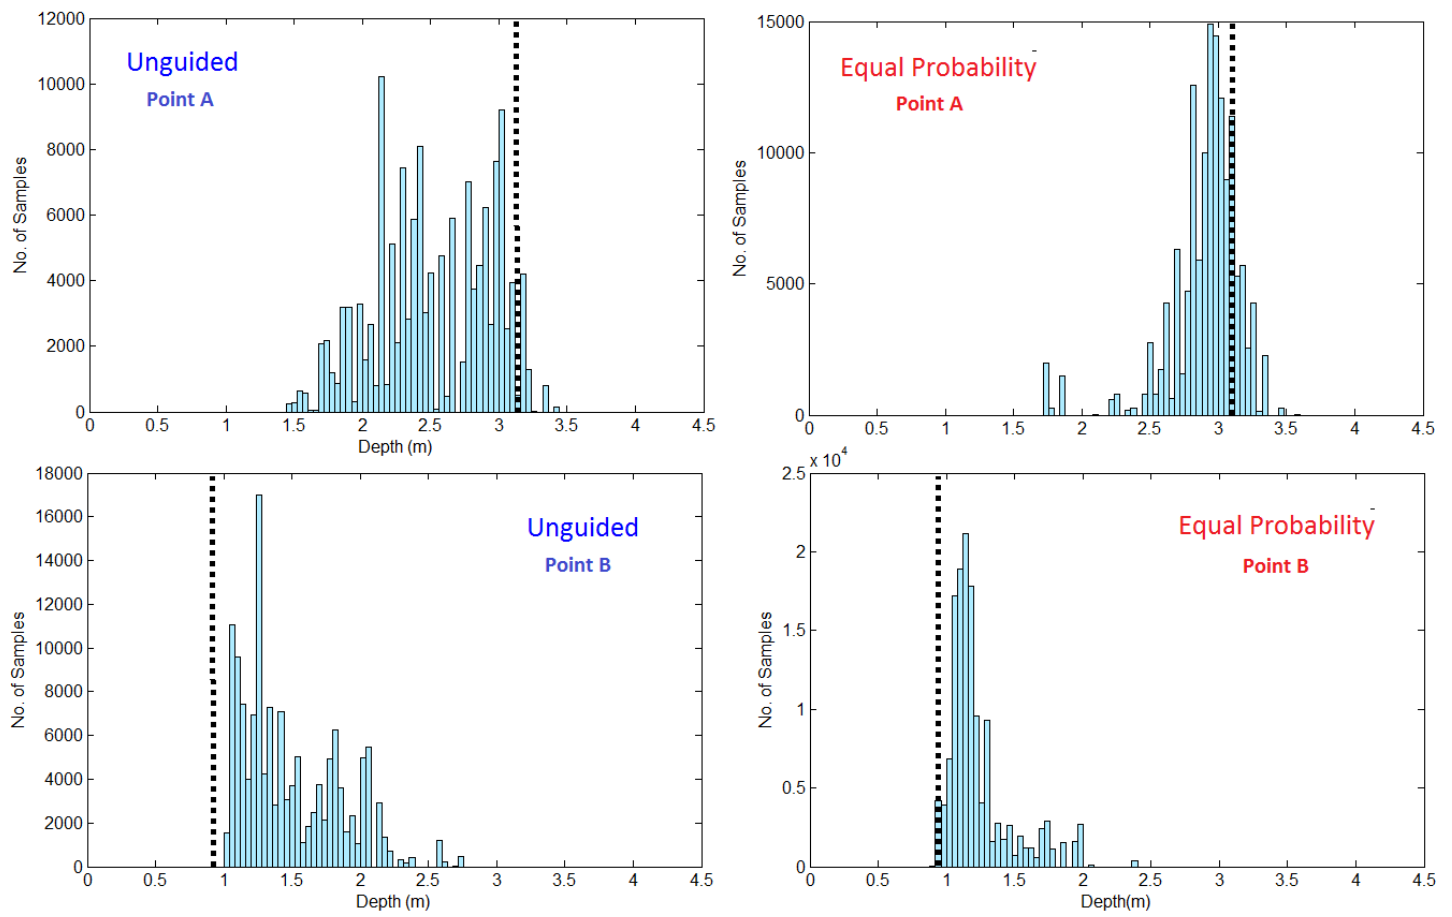 Unguided
Point A
No. of Samples
12000
10000
8000
6000
4000
2000
0
0 0.5 1 1.5 2 2.5 3 3.5 4 4.5
Depth (m)
Equal Probability
Point A
No. of Samples
15000
10000
5000
0
0 0.5 1 1.5 2 2.5 3 3.5 4 4.5
Unguided
Point B
No. of Samples
18000
16000
14000
12000
10000
8000
6000
4000
2000
0
0 0.5 1 1.5 2 2.5 3 3.5 4 4.5
Depth (m)
x 10⁴
Equal Probability
Point B
No. of Samples
2.5
2
1.5
1
0.5
0
0 0.5 1 1.5 2 2.5 3 3.5 4 4.5
Depth(m)